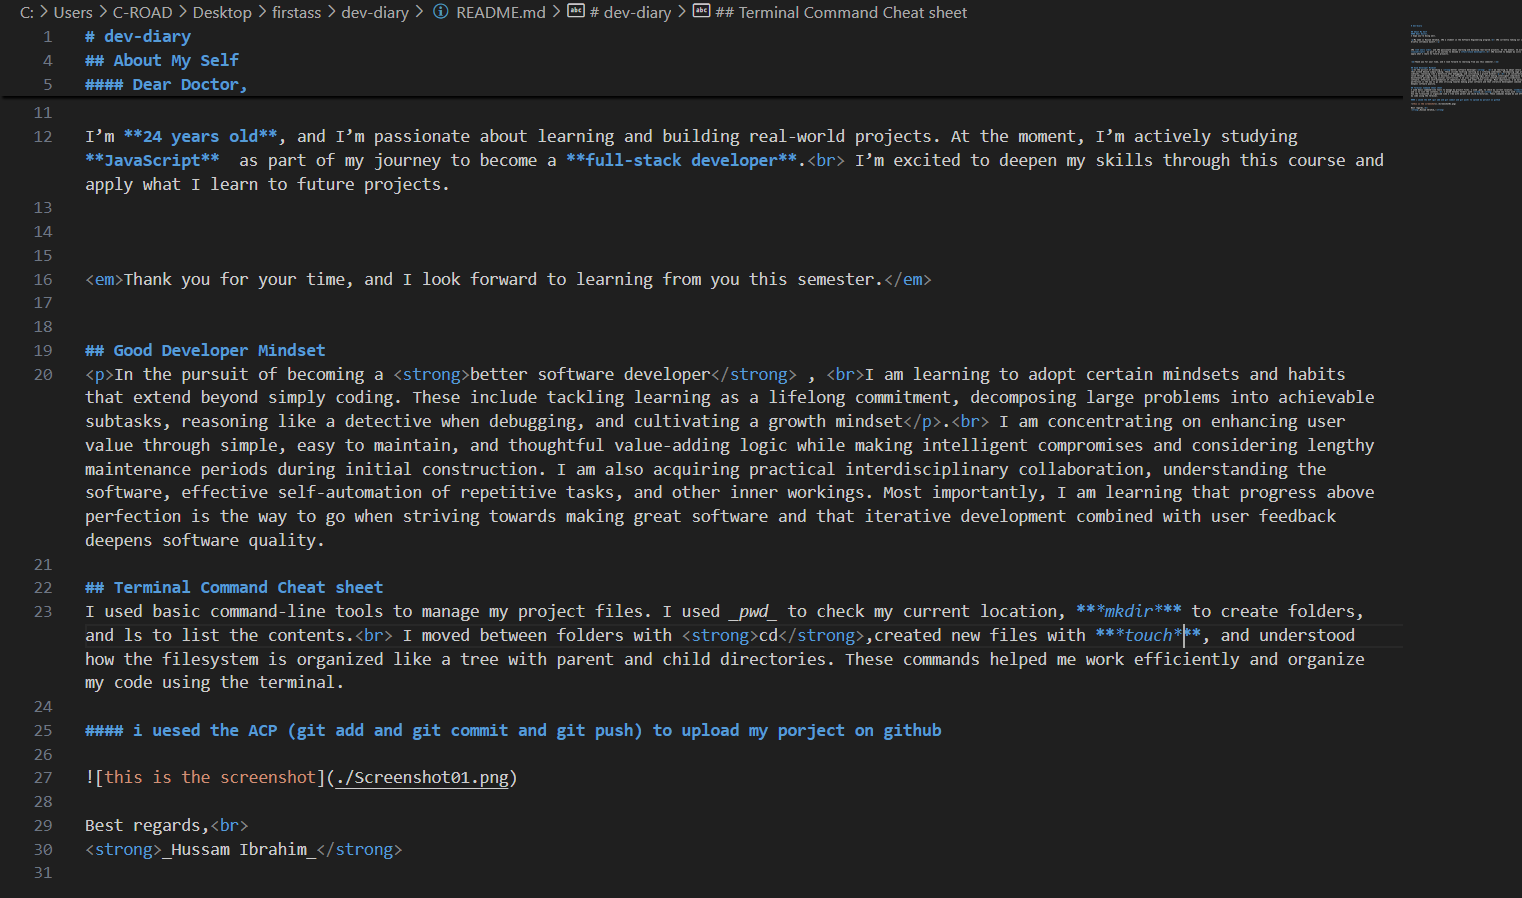 C: > Users > C-ROAD > Desktop > firstass > dev-diary > README.md > # dev-diary > ## Terminal Command Cheat sheet
1 # dev-diary
4 ## About My Self
5 #### Dear Doctor,
11
12 I’m **24 years old**, and I’m passionate about learning and building real-world projects. At the moment, I’m actively studying
**JavaScript**  as part of my journey to become a **full-stack developer**.<br> I’m excited to deepen my skills through this course and
apply what I learn to future projects.
13
14
15
16 <em>Thank you for your time, and I look forward to learning from you this semester.</em>
17
18
19 ## Good Developer Mindset
20 <p>In the pursuit of becoming a <strong>better software developer</strong> , <br>I am learning to adopt certain mindsets and habits
that extend beyond simply coding. These include tackling learning as a lifelong commitment, decomposing large problems into achievable
subtasks, reasoning like a detective when debugging, and cultivating a growth mindset</p>.<br> I am concentrating on enhancing user
value through simple, easy to maintain, and thoughtful value-adding logic while making intelligent compromises and considering lengthy
maintenance periods during initial construction. I am also acquiring practical interdisciplinary collaboration, understanding the
software, effective self-automation of repetitive tasks, and other inner workings. Most importantly, I am learning that progress above
perfection is the way to go when striving towards making great software and that iterative development combined with user feedback
deepens software quality.
21
22 ## Terminal Command Cheat sheet
23 I used basic command-line tools to manage my project files. I used _pwd_ to check my current location, ***mkdir*** to create folders,
and ls to list the contents.<br> I moved between folders with <strong>cd</strong>,created new files with ***touch***, and understood
how the filesystem is organized like a tree with parent and child directories. These commands helped me work efficiently and organize
my code using the terminal.
24
25 #### i uesed the ACP (git add and git commit and git push) to upload my porject on github
26
27 ![this is the screenshot](./Screenshot01.png)
28
29 Best regards,<br>
30 <strong>_Hussam Ibrahim_</strong>
31